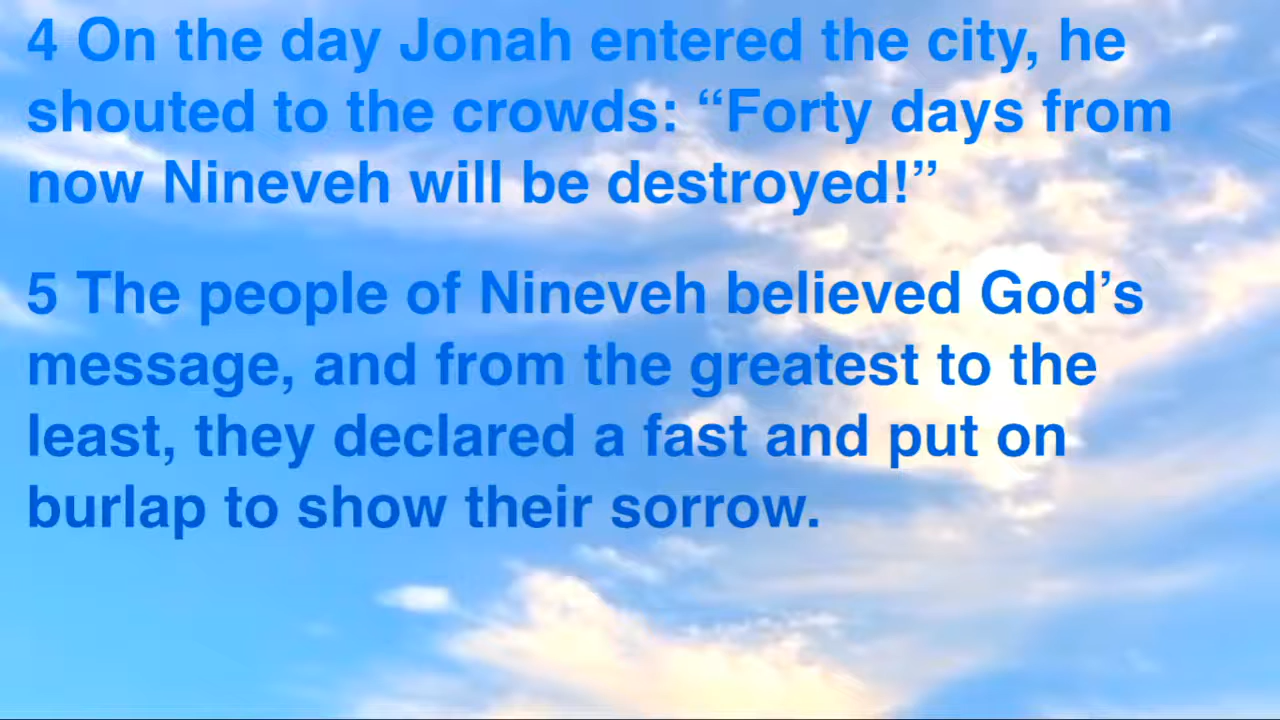 4 On the day Jonah entered the city, he
shouted to the crowds: “Forty days from
now Nineveh will be destroyed!”
5 The people of Nineveh believed God’s
message, and from the greatest to the
least, they declared a fast and put on
burlap to show their sorrow.